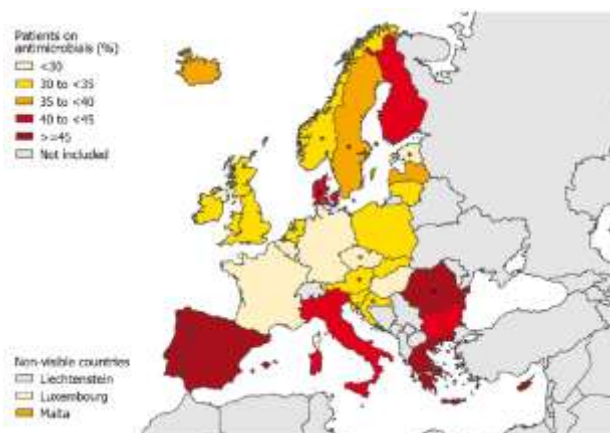 Patients on
antimicrobials (%)
<30
30 to <35
35 to <40
40 to <45
>=45
Not included
Non-visible countries
Liechtenstein
Luxembourg
Malta